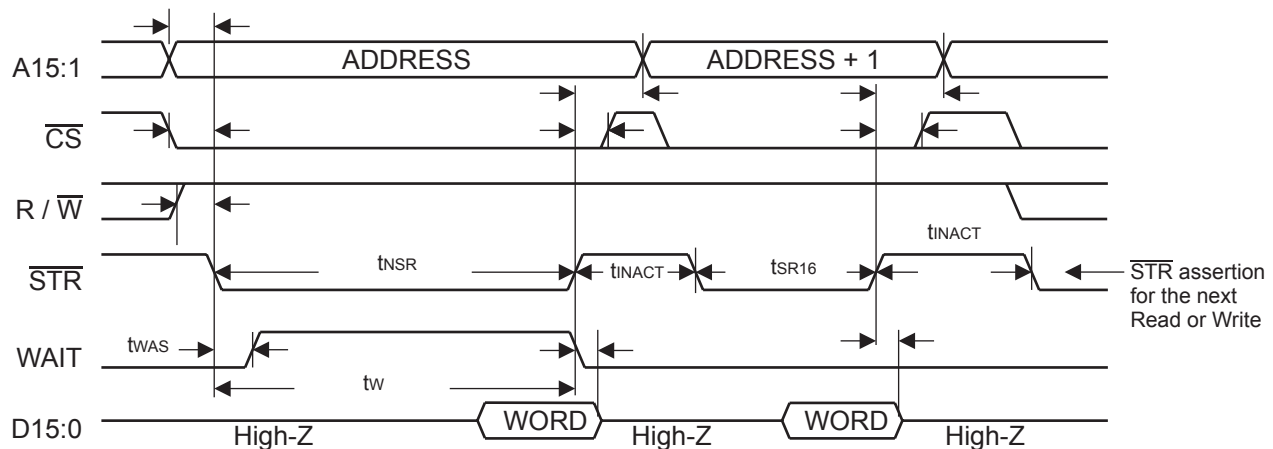 A15:1 ADDRESS ADDRESS + 1
CS
R / W
STR tNSR tINACT tSR16 tINACT
STR assertion
for the next
Read or Write
WAIT tWAS
tW
D15:0 High-Z WORD High-Z WORD High-Z